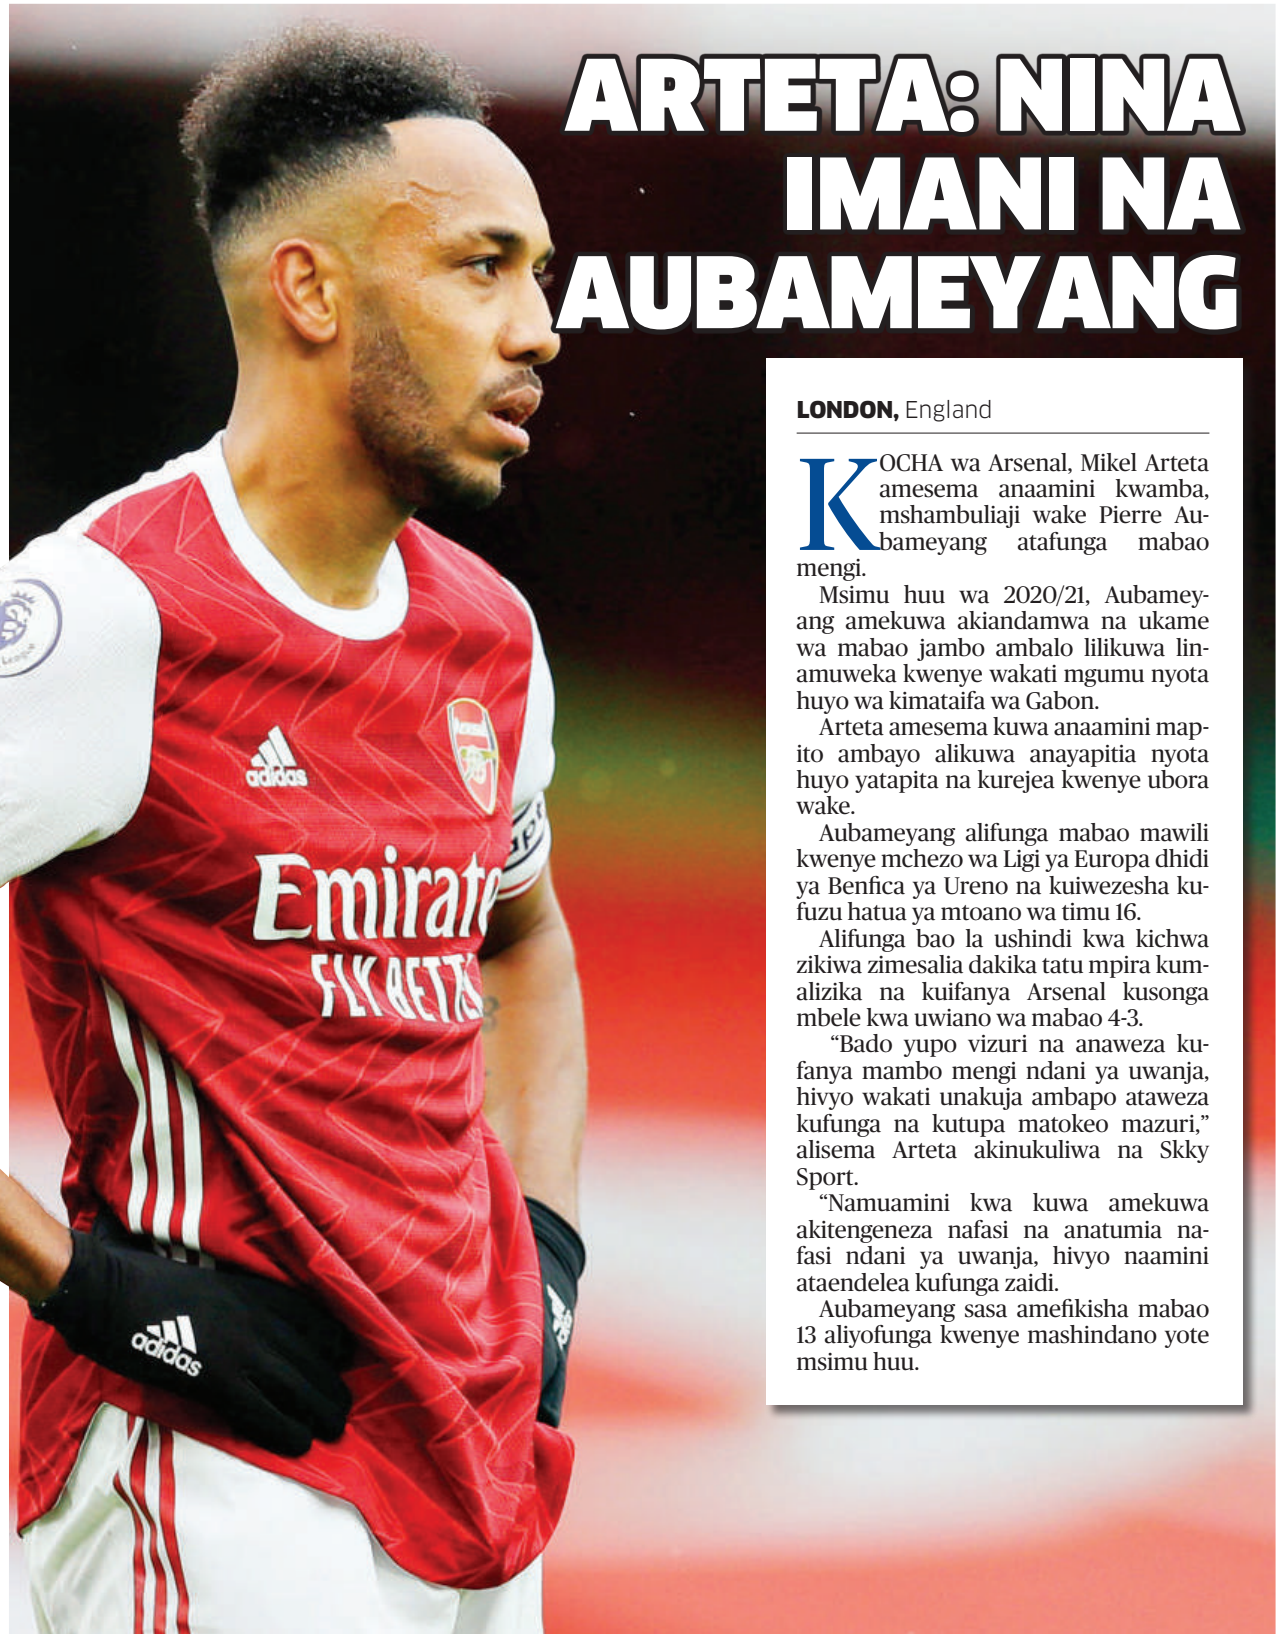 ARTETA: NINA
IMANI NA
AUBAMEYANG
LONDON, England
KOCHA wa Arsenal, Mikel Arteta
amesema anaamini kwamba,
mshambuliaji wake Pierre Au-
bameyang atafunga mabao
mengi.
Msimu huu wa 2020/21, Aubamey-
ang amekuwa akiandamwa na ukame
wa mabao jambo ambalo lilikuwa lin-
amuweka kwenye wakati mgumu nyota
huyo wa kimataifa wa Gabon.
Arteta amesema kuwa anaamini map-
ito ambayo alikuwa anayapitia nyota
huyo yatapita na kurejea kwenye ubora
wake.
Aubameyang alifunga mabao mawili
kwenye mchezo wa Ligi ya Europa dhidi
ya Benfica ya Ureno na kuiwezesha ku-
fuzu hatua ya mtoano wa timu 16.
Alifunga bao la ushindi kwa kichwa
zikiwa zimesalia dakika tatu mpira kum-
alizika na kuifanya Arsenal kusonga
mbele kwa uwiano wa mabao 4-3.
“Bado yupo vizuri na anaweza ku-
fanya mambo mengi ndani ya uwanja,
hivyo wakati unakuja ambapo ataweza
kufunga na kutupa matokeo mazuri,”
alisema Arteta akinukuliwa na Skky
Sport.
“Namuamini kwa kuwa amekuwa
akitengeneza nafasi na anatumia na-
fasi ndani ya uwanja, hivyo naamini
ataendelea kufunga zaidi.
Aubameyang sasa amefikisha mabao
13 aliyofunga kwenye mashindano yote
msimu huu.
League
adidas
Arsenal
apt
Emirate
FLY BETTE
adidas